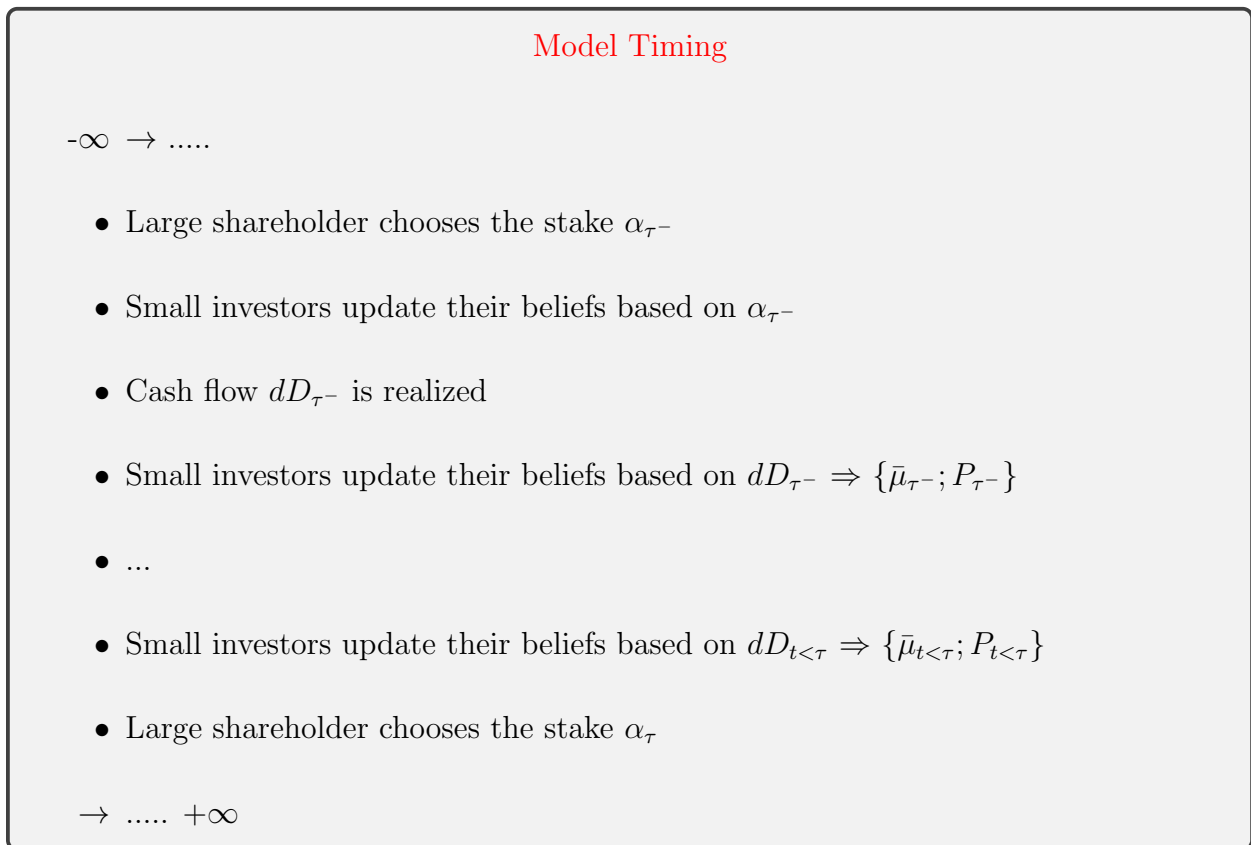 Model Timing
-∞ → .....
• Large shareholder chooses the stake α_{τ⁻}
• Small investors update their beliefs based on α_{τ⁻}
• Cash flow dD_{τ⁻} is realized
• Small investors update their beliefs based on dD_{τ⁻} ⇒ {μ̄_{τ⁻}; P_{τ⁻}}
• ...
• Small investors update their beliefs based on dD_{t<τ} ⇒ {μ̄_{t<τ}; P_{t<τ}}
• Large shareholder chooses the stake α_τ
→ ..... +∞